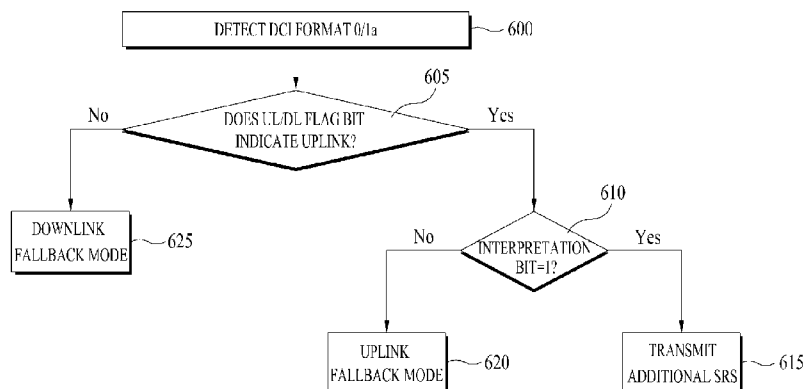 DETECT DCI FORMAT 0/1a
600
605
No
DOES UL/DL FLAG BIT
INDICATE UPLINK?
Yes
610
DOWNLINK
FALLBACK MODE
625
No
INTERPRETATION
BIT=1?
Yes
UPLINK
FALLBACK MODE
620
TRANSMIT
ADDITIONAL SRS
615